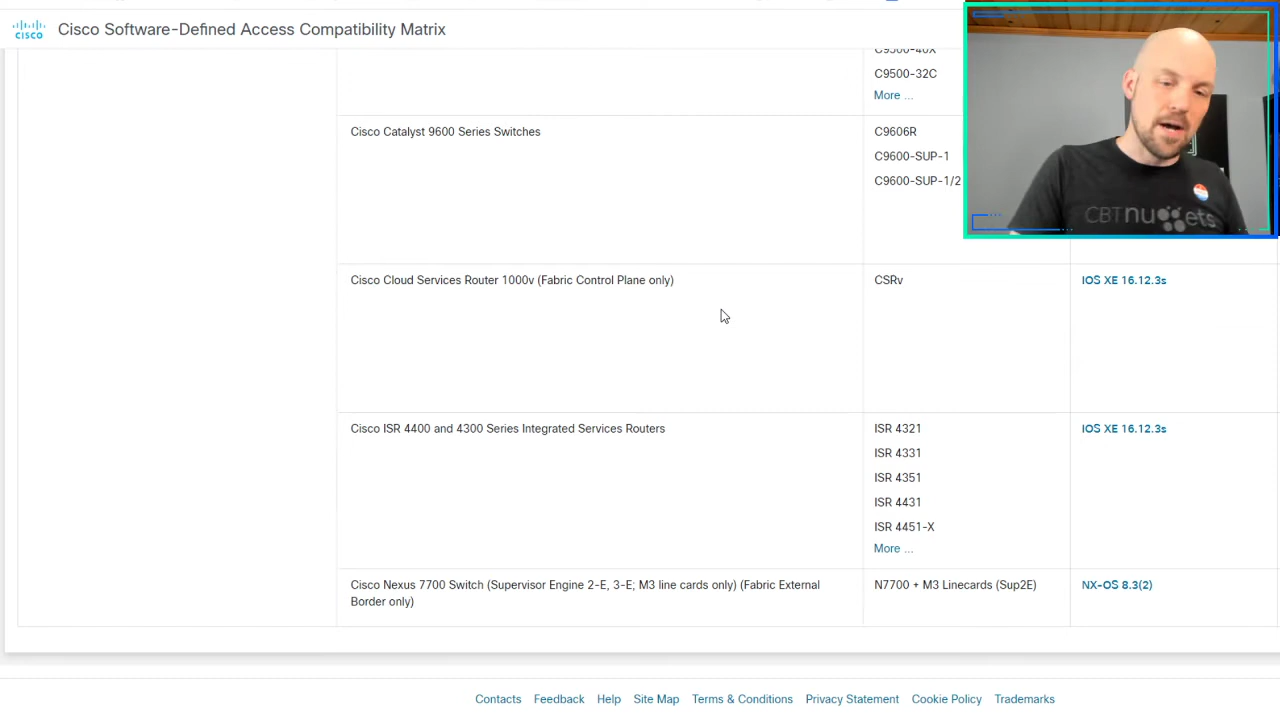 CISCO
Cisco Software-Defined Access Compatibility Matrix
C9500-40X
C9500-32C
More ...
Cisco Catalyst 9600 Series Switches
C9606R
C9600-SUP-1
C9600-SUP-1/2
Cisco Cloud Services Router 1000v (Fabric Control Plane only)
CSRv
IOS XE 16.12.3s
Cisco ISR 4400 and 4300 Series Integrated Services Routers
ISR 4321
ISR 4331
ISR 4351
ISR 4431
ISR 4451-X
More ...
IOS XE 16.12.3s
Cisco Nexus 7700 Switch (Supervisor Engine 2-E, 3-E; M3 line cards only) (Fabric External
Border only)
N7700 + M3 Linecards (Sup2E)
NX-OS 8.3(2)
Contacts
Feedback
Help
Site Map
Terms & Conditions
Privacy Statement
Cookie Policy
Trademarks
CBTnuggets